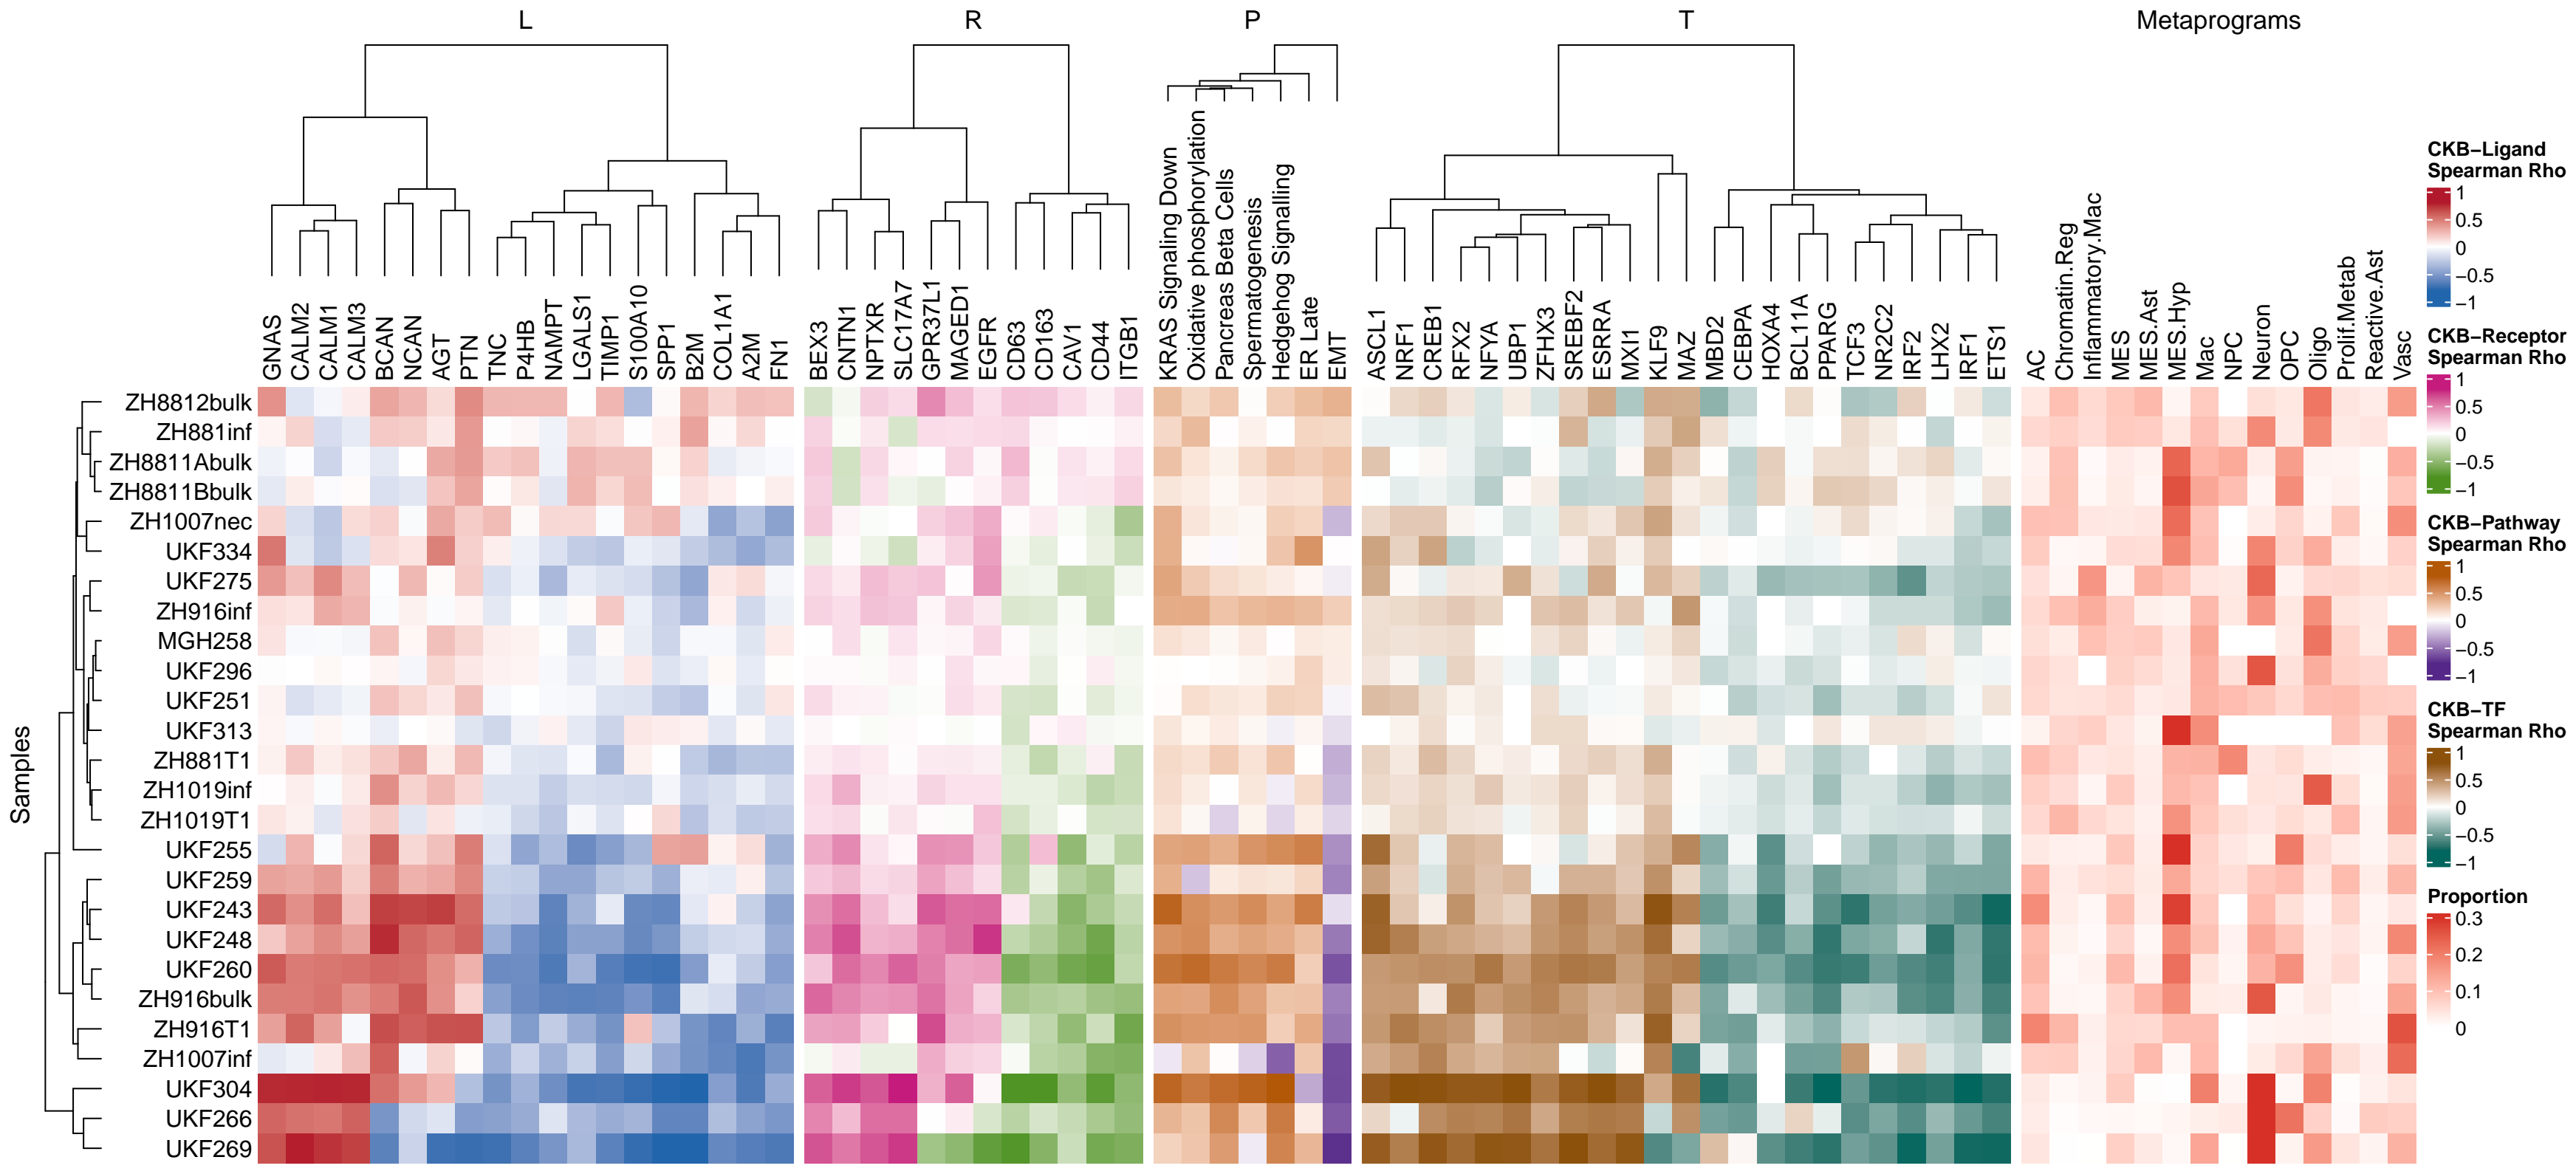 L R P T Metaprograms
GNAS CALM2 CALM1 CALM3 BCAN NCAN AGT PTN TNC P4HB NAMPT LGALS1 TIMP1 S100A10 SPP1 B2M COL1A1 A2M FN1
BEX3 CNTN1 NPTXR SLC17A7 GPR37L1 MAGED1 EGFR CD63 CD163 CAV1 CD44 ITGB1
KRAS Signaling Down
Oxidative phosphorylation
Pancreas Beta Cells
Spermatogenesis
Hedgehog Signalling
ER Late
EMT
ASCL1 NRF1 CREB1 RFX2 NFYA UBP1 ZFHX3 SREBF2 ESRRA MXI1 KLF9 MAZ MBD2 CEBPA HOXA4 BCL11A PPARG TCF3 NR2C2 IRF2 LHX2 IRF1 ETS1
AC Chromatin.Reg Inflammatory.Mac MES MES.Ast MES.Hyp Mac NPC Neuron OPC Oligo Prolif.Metab Reactive.Ast Vasc
Samples
ZH8812bulk
ZH881inf
ZH8811Abulk
ZH8811Bbulk
ZH1007nec
UKF334
UKF275
ZH916inf
MGH258
UKF296
UKF251
UKF313
ZH881T1
ZH1019inf
ZH1019T1
UKF255
UKF259
UKF243
UKF248
UKF260
ZH916bulk
ZH916T1
ZH1007inf
UKF304
UKF266
UKF269
CKB−Ligand
Spearman Rho
1
0.5
0
−0.5
−1
CKB−Receptor
Spearman Rho
1
0.5
0
−0.5
−1
CKB−Pathway
Spearman Rho
1
0.5
0
−0.5
−1
CKB−TF
Spearman Rho
1
0.5
0
−0.5
−1
Proportion
0.3
0.2
0.1
0